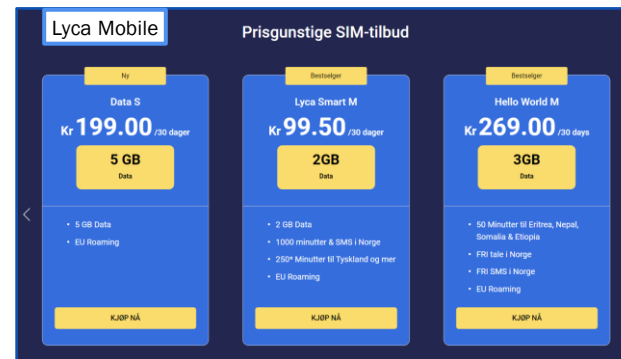 Lyca Mobile
Prisgunstige SIM-tilbud
Ny
Data S
Kr 199.00 /30 dager
5 GB
Data
• 5 GB Data
• EU Roaming
KJØP NÅ
Bestselger
Lyca Smart M
Kr 99.50 /30 dager
2GB
Data
• 2 GB Data
• 1000 minutter & SMS i Norge
• 250* Minutter til Tyskland og mer
• EU Roaming
KJØP NÅ
Bestselger
Hello World M
Kr 269.00 /30 days
3GB
Data
• 50 Minutter til Eritrea, Nepal,
Somalia & Etiopia
• FRI tale i Norge
• FRI SMS i Norge
• EU Roaming
KJØP NÅ